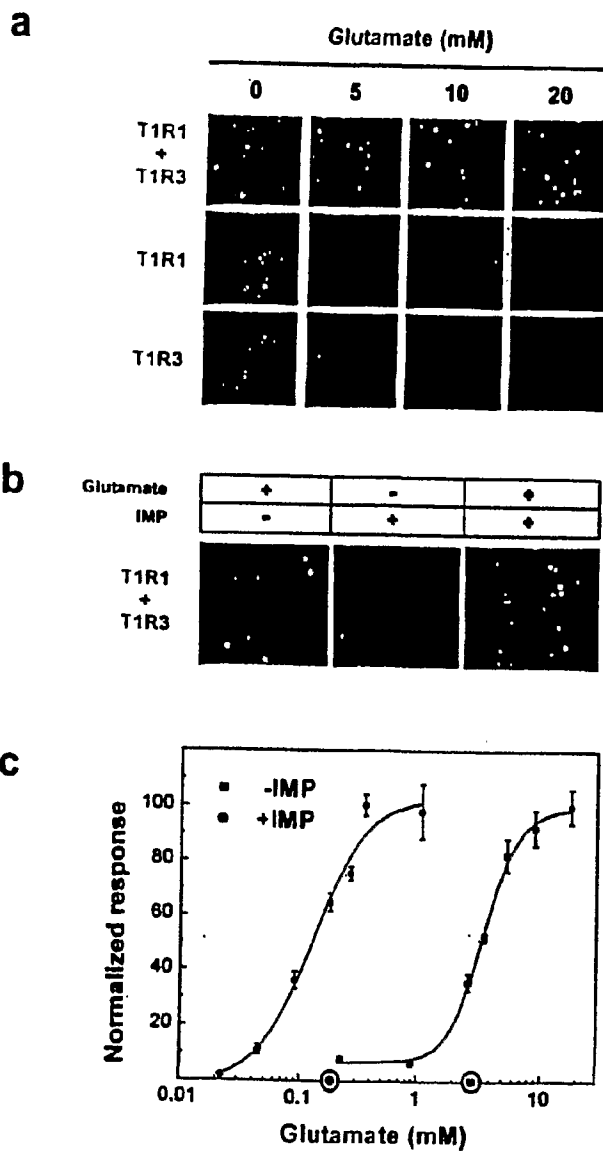 a
Glutamate (mM)
0 5 10 20
T1R1
+
T1R3
T1R1
T1R3
b
Glutamate + - +
IMP - + +
T1R1
+
T1R3
c
-IMP
+IMP
Normalized response
100
80
60
40
20
0.01 0.1 1 10
Glutamate (mM)